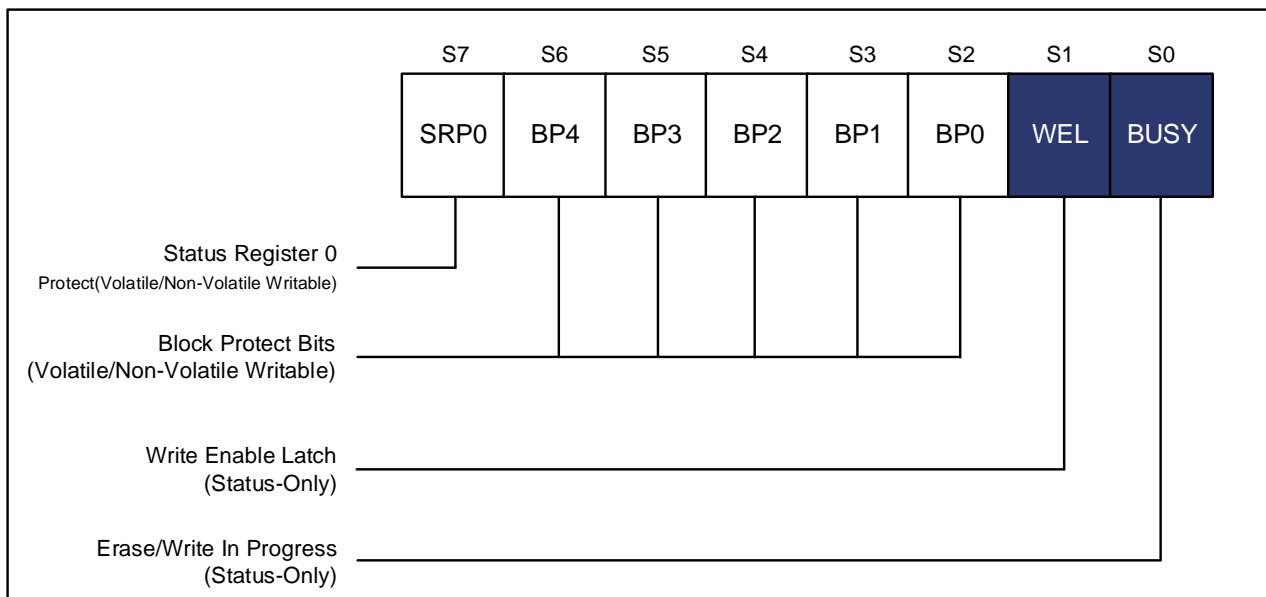 S7 S6 S5 S4 S3 S2 S1 S0
SRP0 BP4 BP3 BP2 BP1 BP0 WEL BUSY
Status Register 0
Protect(Volatile/Non-Volatile Writable)
Block Protect Bits
(Volatile/Non-Volatile Writable)
Write Enable Latch
(Status-Only)
Erase/Write In Progress
(Status-Only)